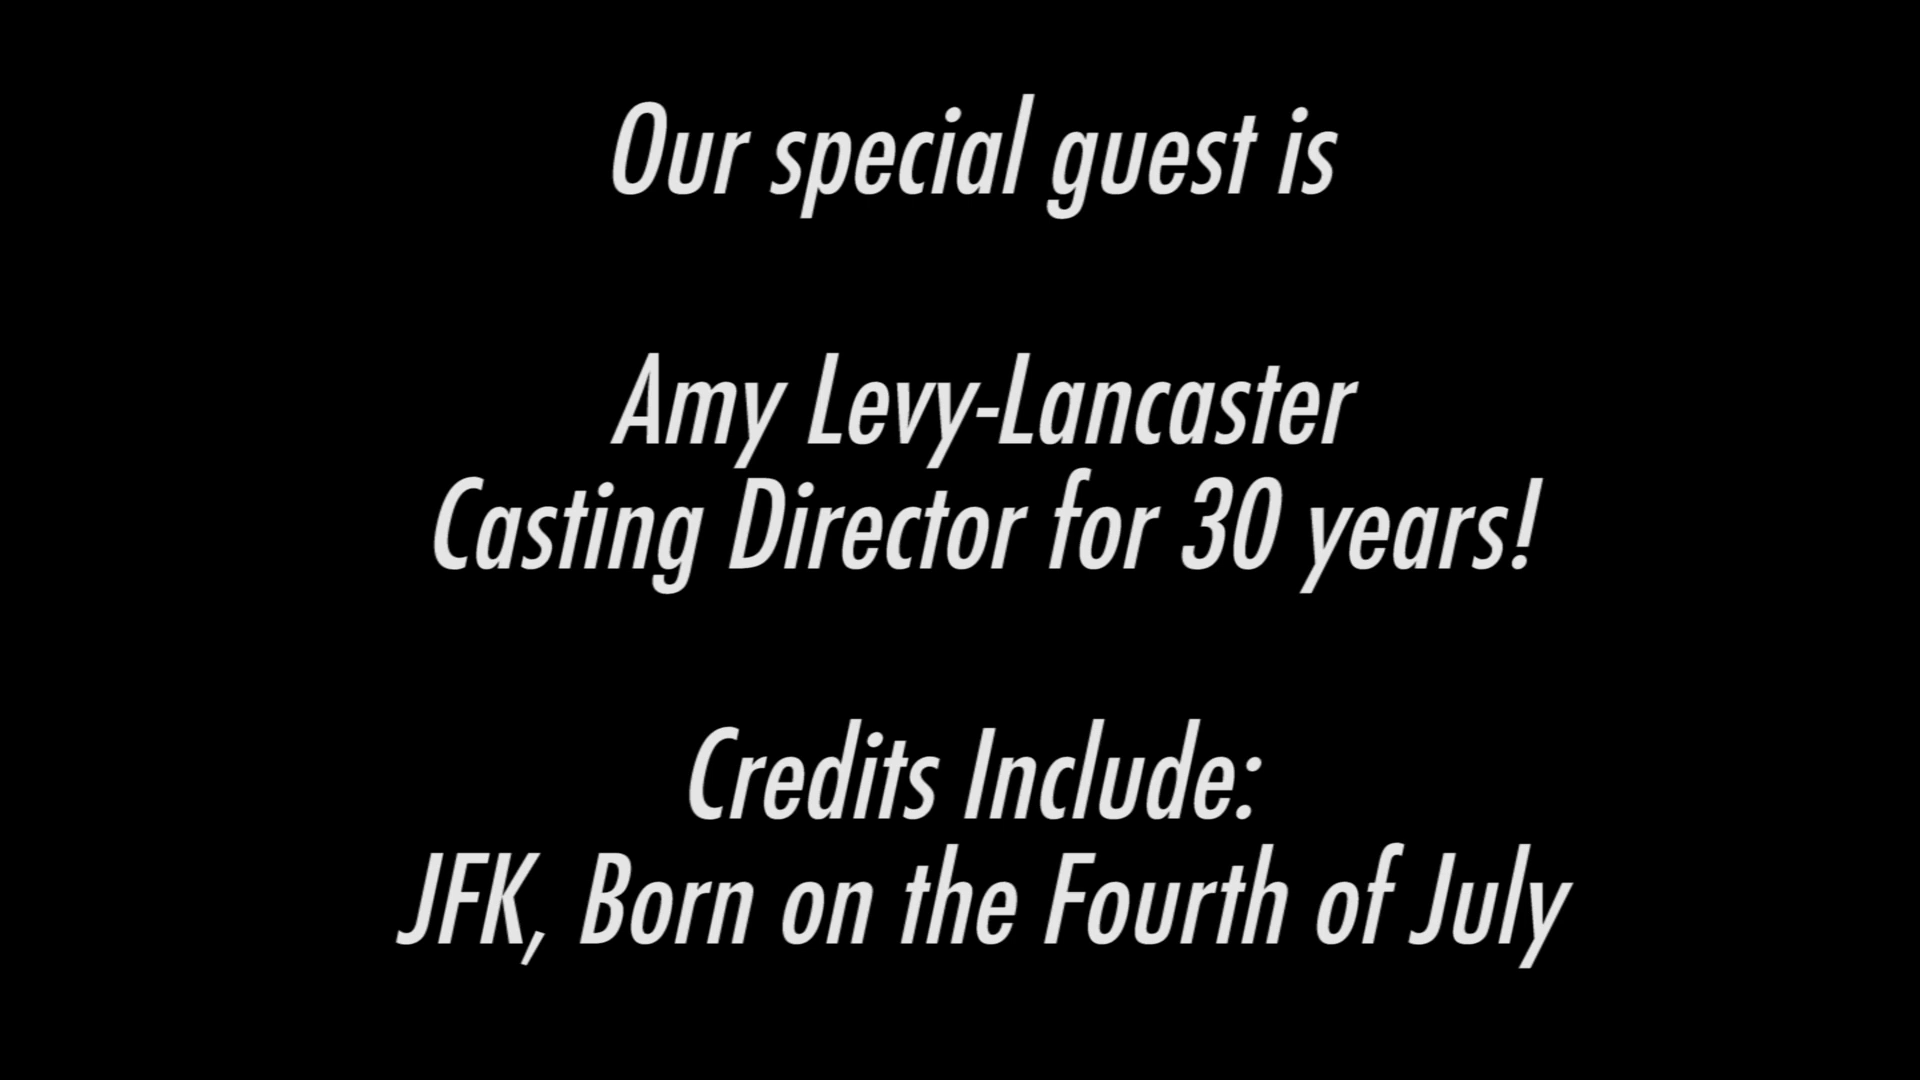 Our special guest is
Amy Levy-Lancaster
Casting Director for 30 years!
Credits Include:
JFK, Born on the Fourth of July